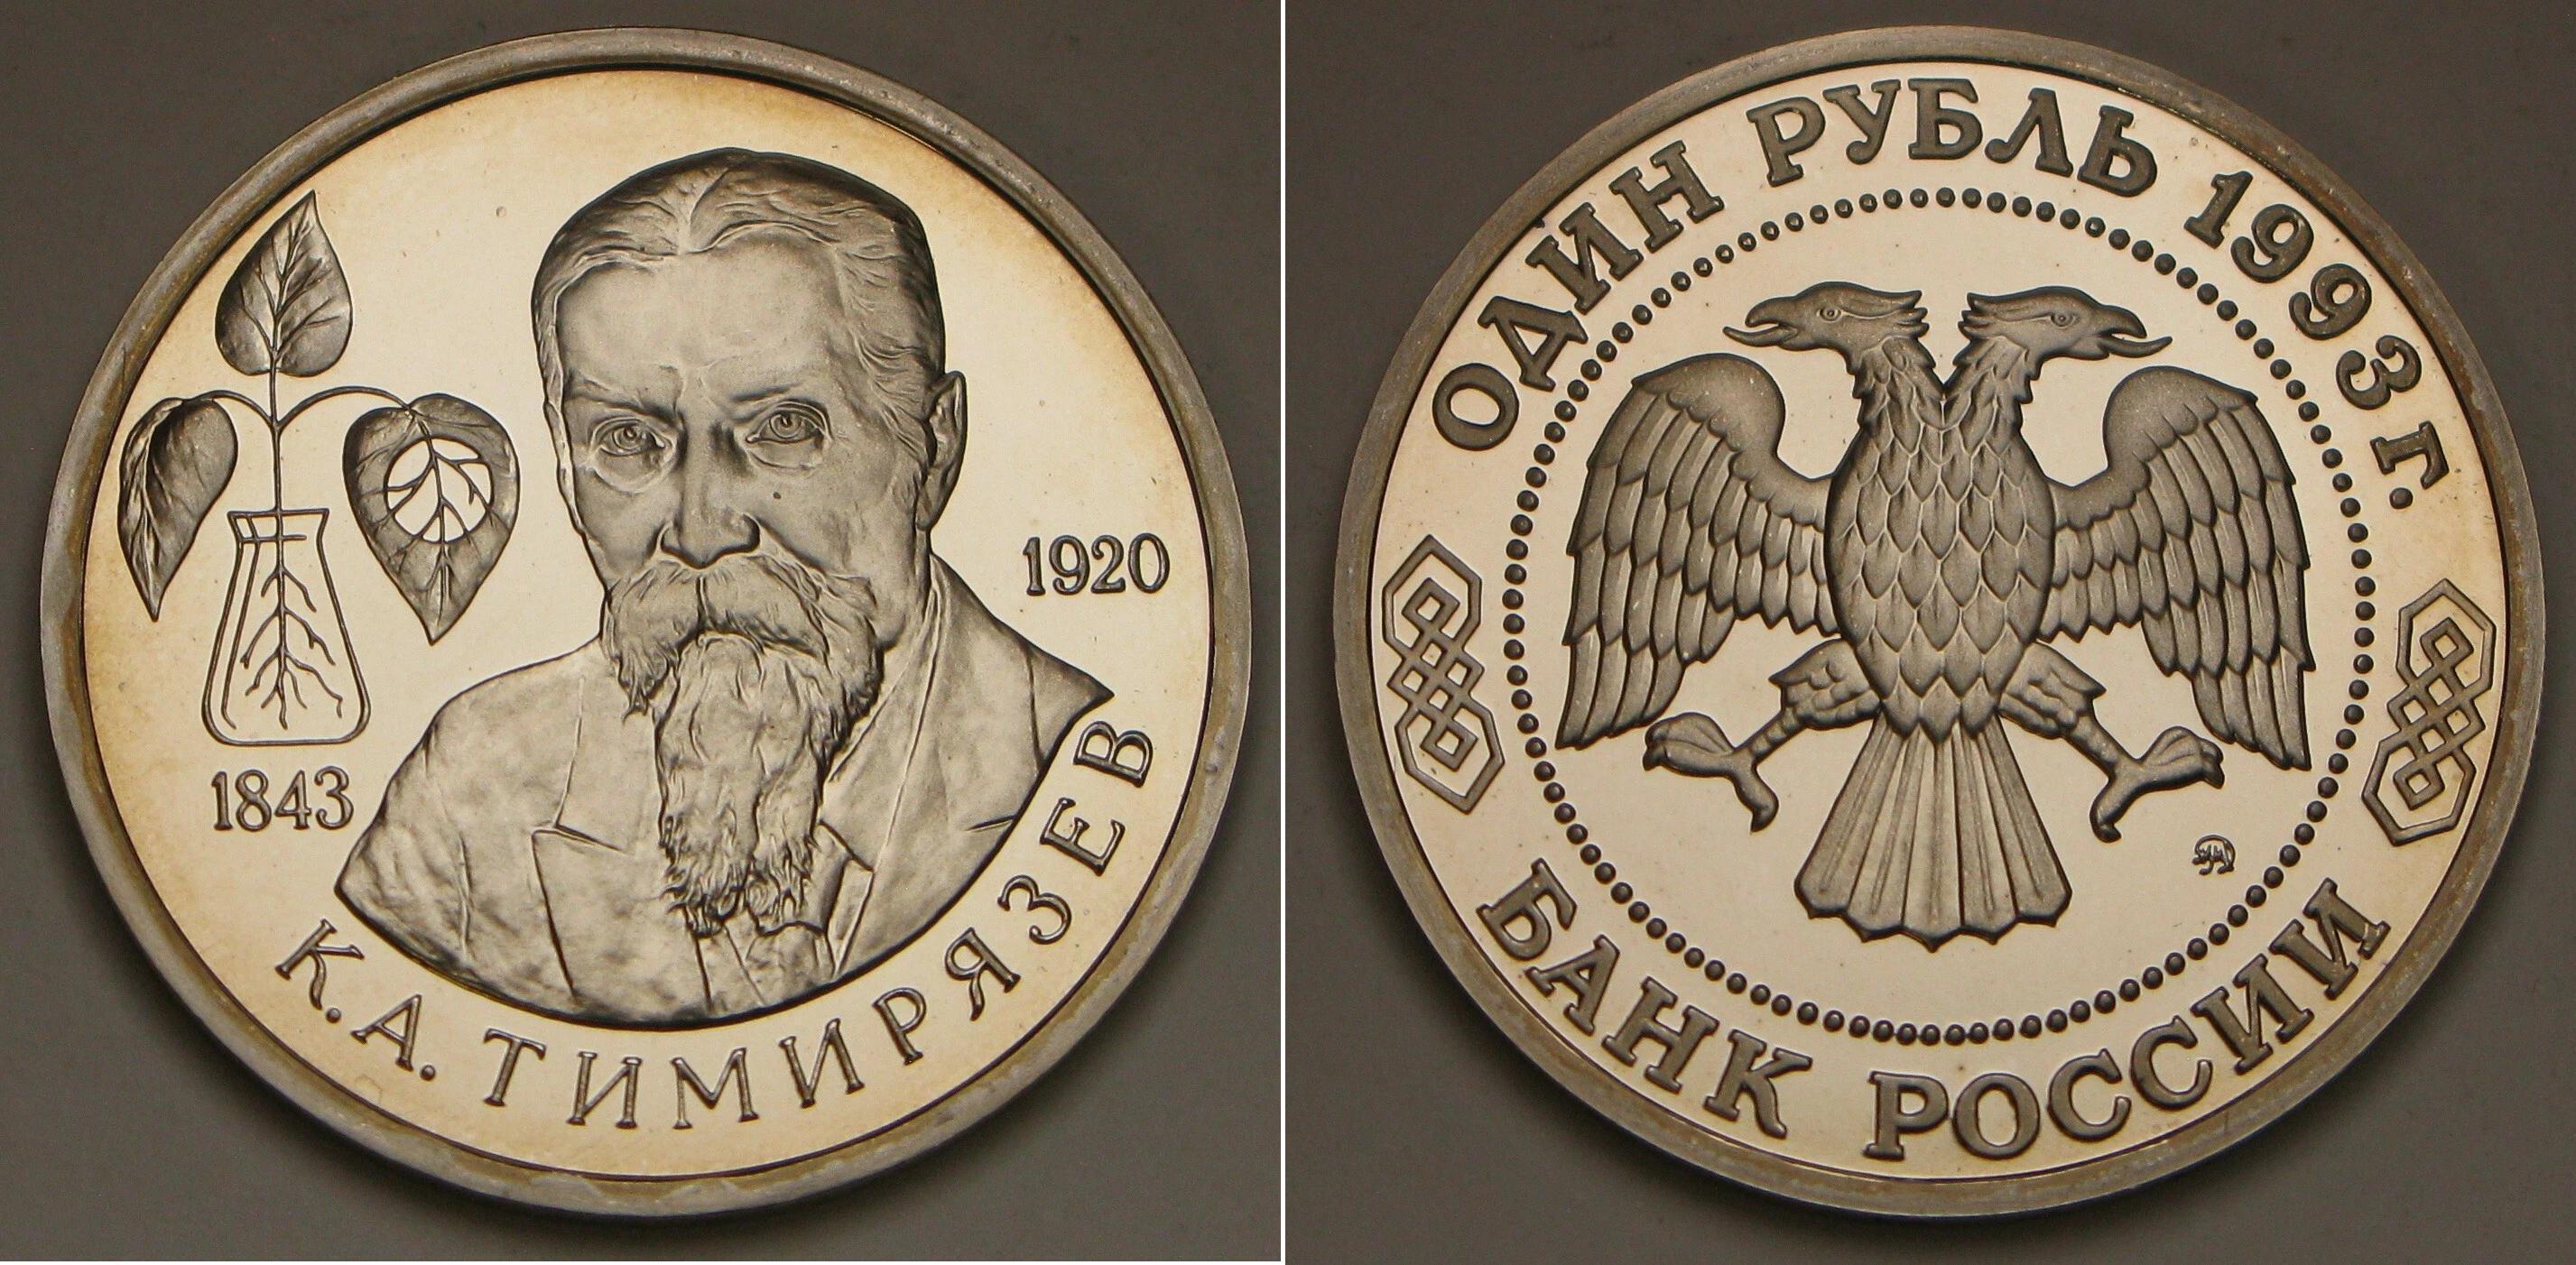 1843
1920
К.А.ТИМИРЯЗЕВ
ОДИН РУБЛЬ 1993 г.
БАНК РОССИИ